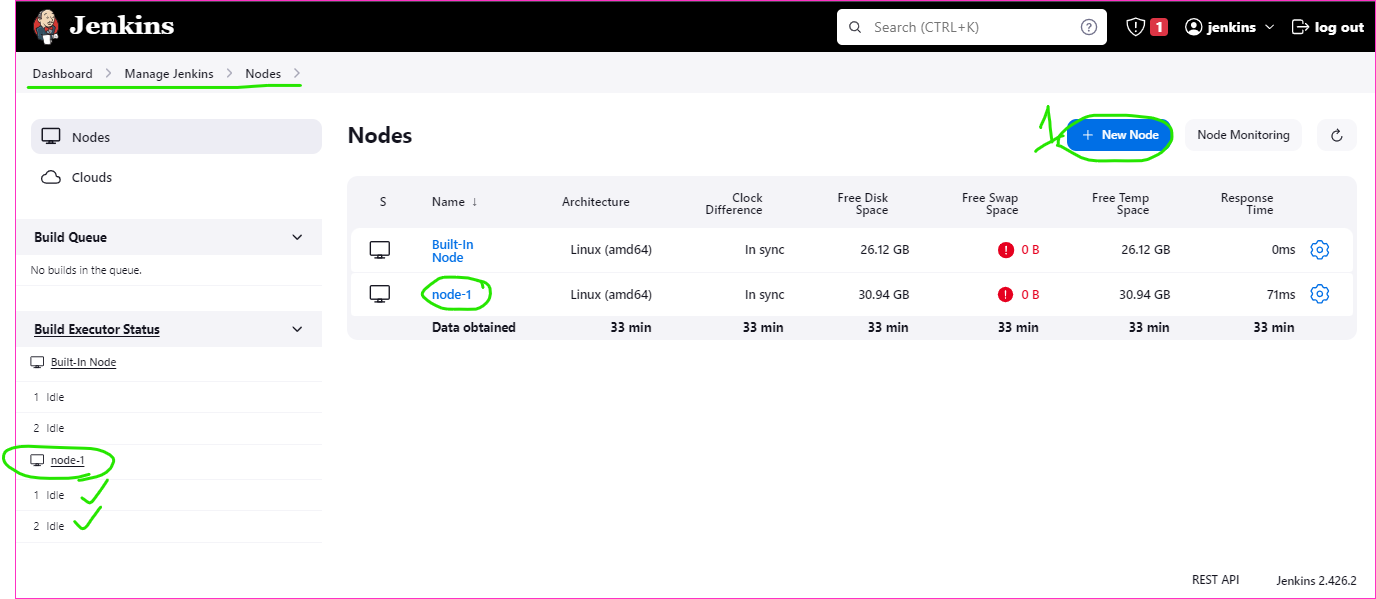 Jenkins
Search (CTRL+K)
1
jenkins
log out
Dashboard > Manage Jenkins > Nodes >
Nodes
Clouds
Build Queue
No builds in the queue.
Build Executor Status
Built-In Node
1 Idle
2 Idle
node-1
1 Idle
2 Idle
Nodes
1
+ New Node
Node Monitoring
S Name ↓ Architecture Clock Difference Free Disk Space Free Swap Space Free Temp Space Response Time
Built-In Node Linux (amd64) In sync 26.12 GB 0 B 26.12 GB 0ms
node-1 Linux (amd64) In sync 30.94 GB 0 B 30.94 GB 71ms
Data obtained 33 min 33 min 33 min 33 min 33 min 33 min
REST API
Jenkins 2.426.2